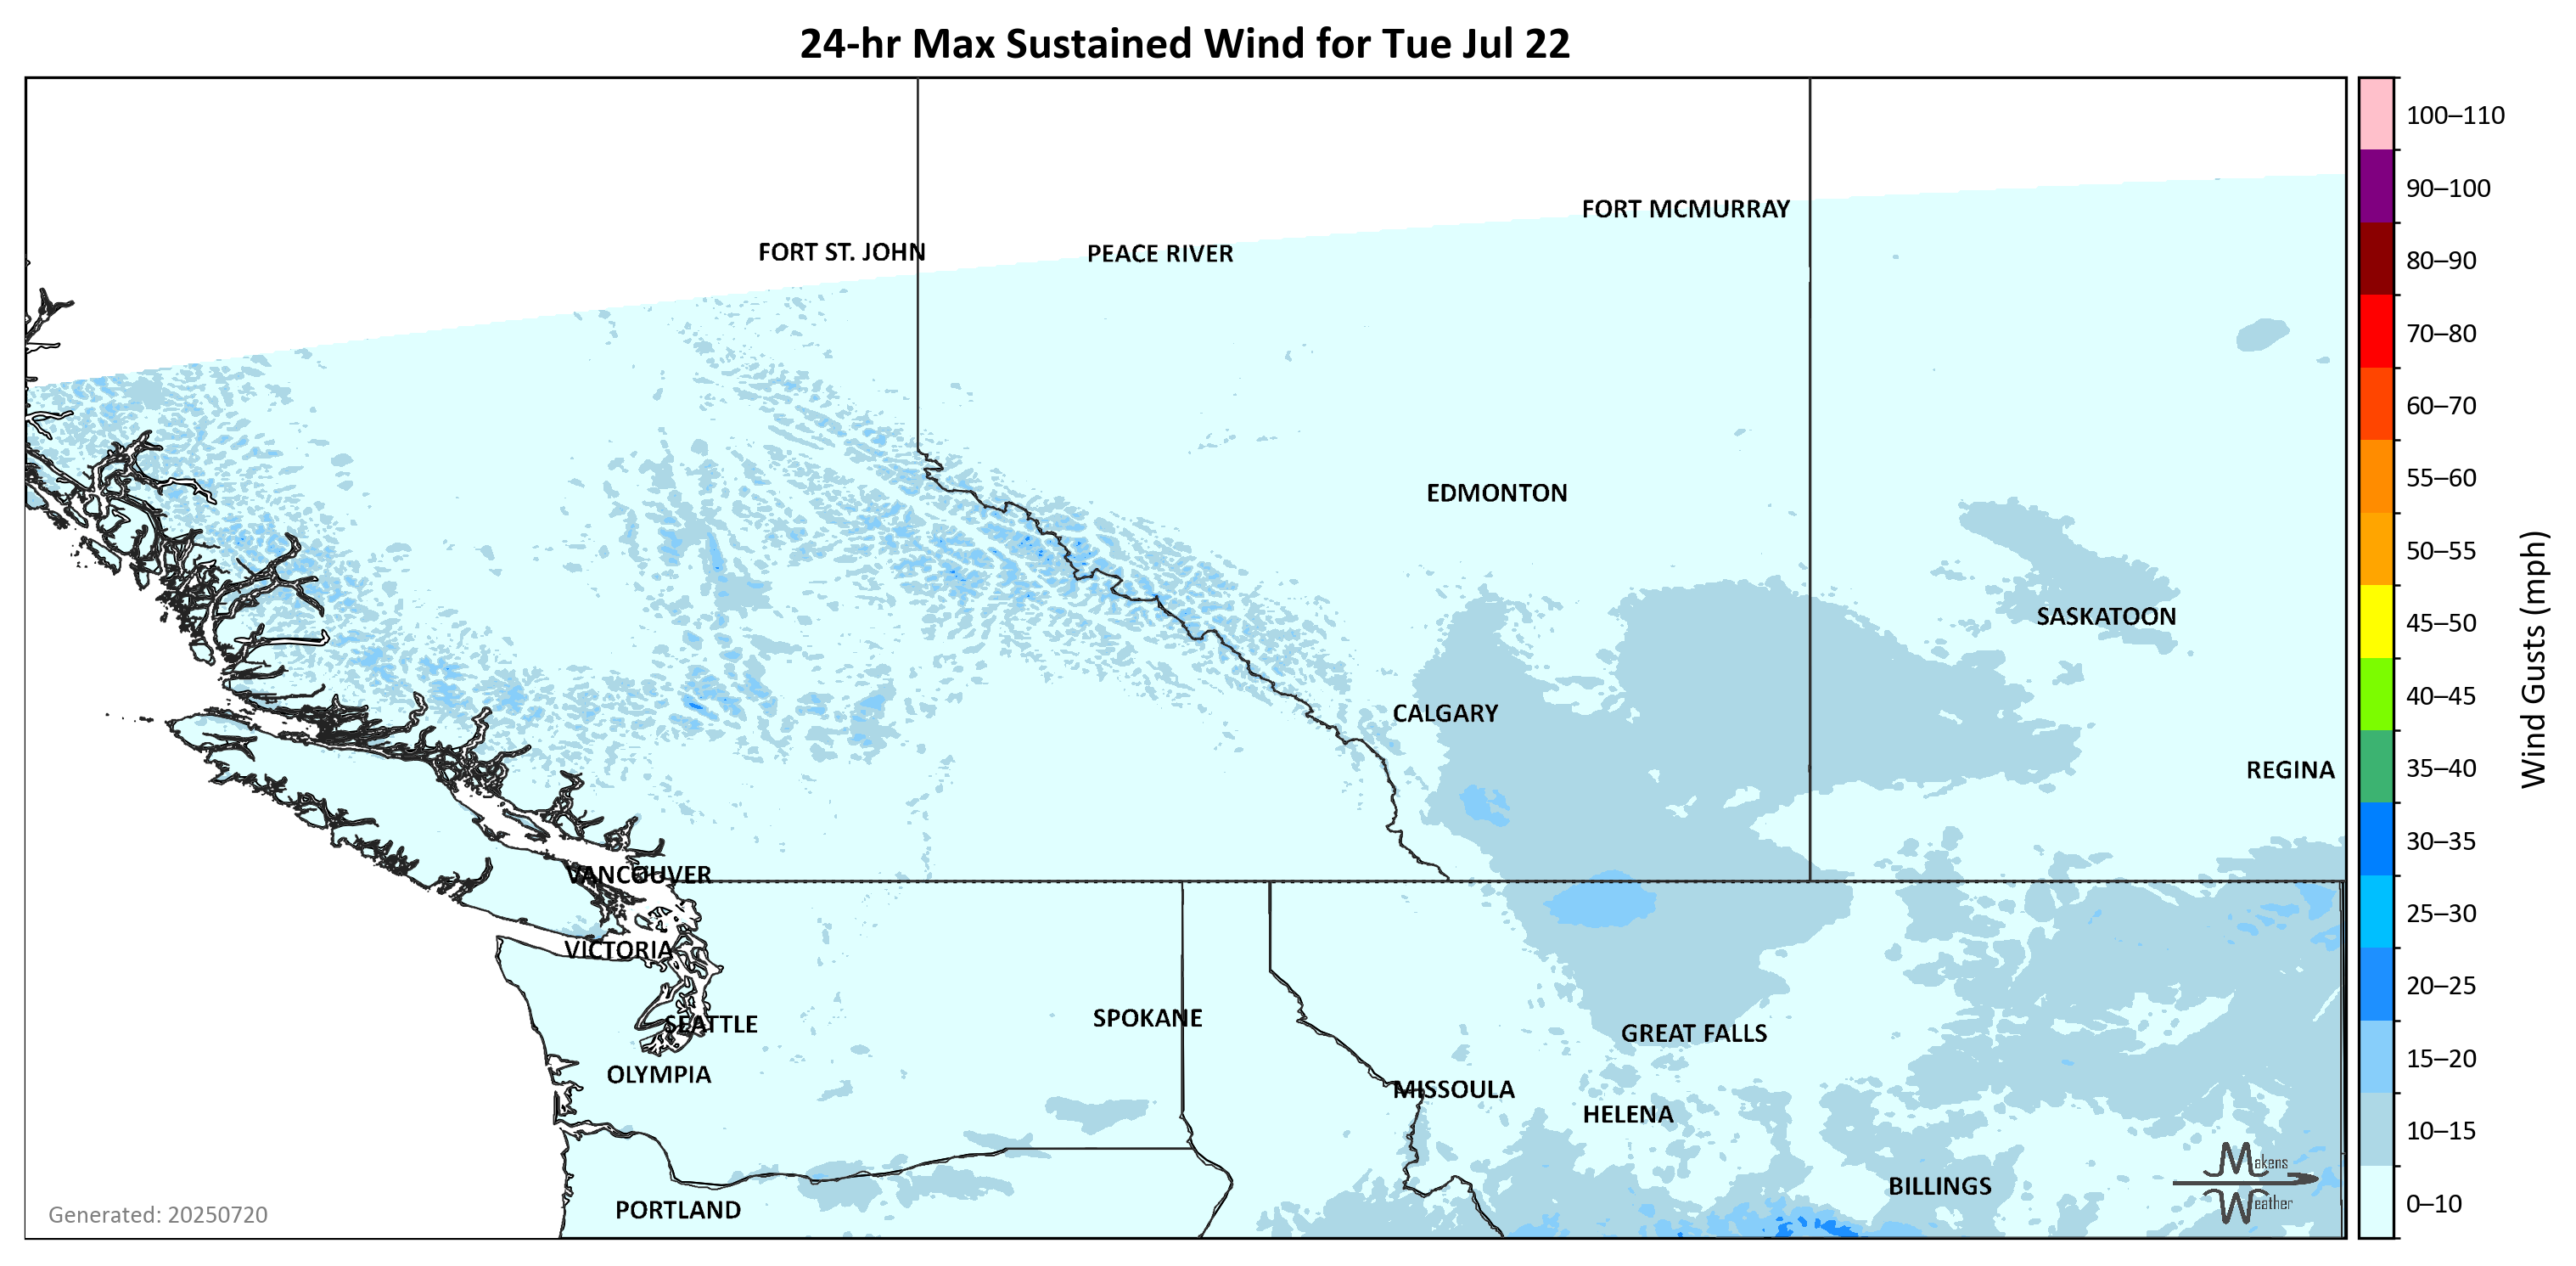 24-hr Max Sustained Wind for Tue Jul 22
FORT MCMURRAY
FORT ST. JOHN
PEACE RIVER
EDMONTON
SASKATOON
CALGARY
REGINA
VANCOUVER
VICTORIA
SEATTLE
SPOKANE
GREAT FALLS
OLYMPIA
MISSOULA
HELENA
BILLINGS
PORTLAND
Makens
Weather
Generated: 20250720
100–110
90–100
80–90
70–80
60–70
55–60
50–55
45–50
40–45
35–40
30–35
25–30
20–25
15–20
10–15
0–10
Wind Gusts (mph)